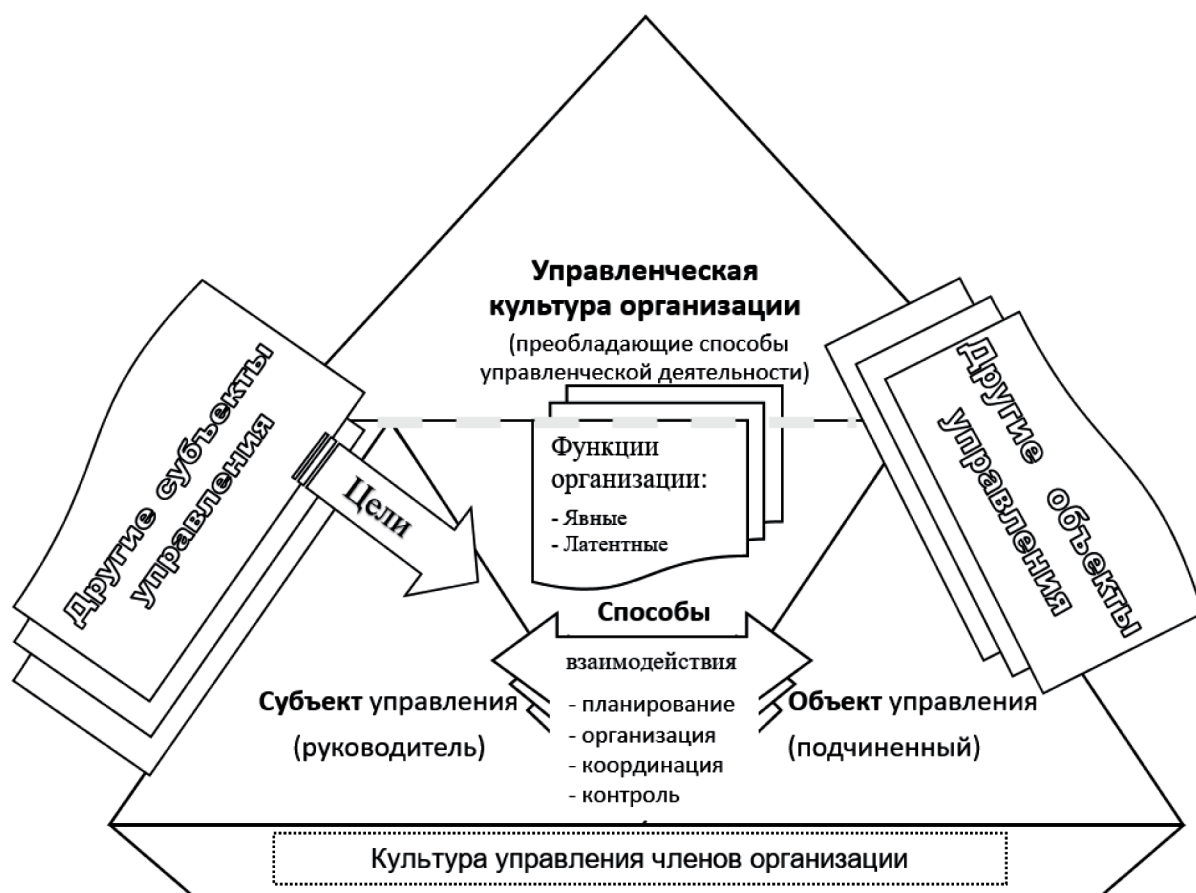 Управленческая
культура организации
(преобладающие способы
управленческой деятельности)
Другие субъекты
управления
Другие объекты
управления
Цели
Функции
организации:
- Явные
- Латентные
Способы
взаимодействия
- планирование
- организация
- координация
- контроль
Субъект управления
(руководитель)
Объект управления
(подчиненный)
Культура управления членов организации